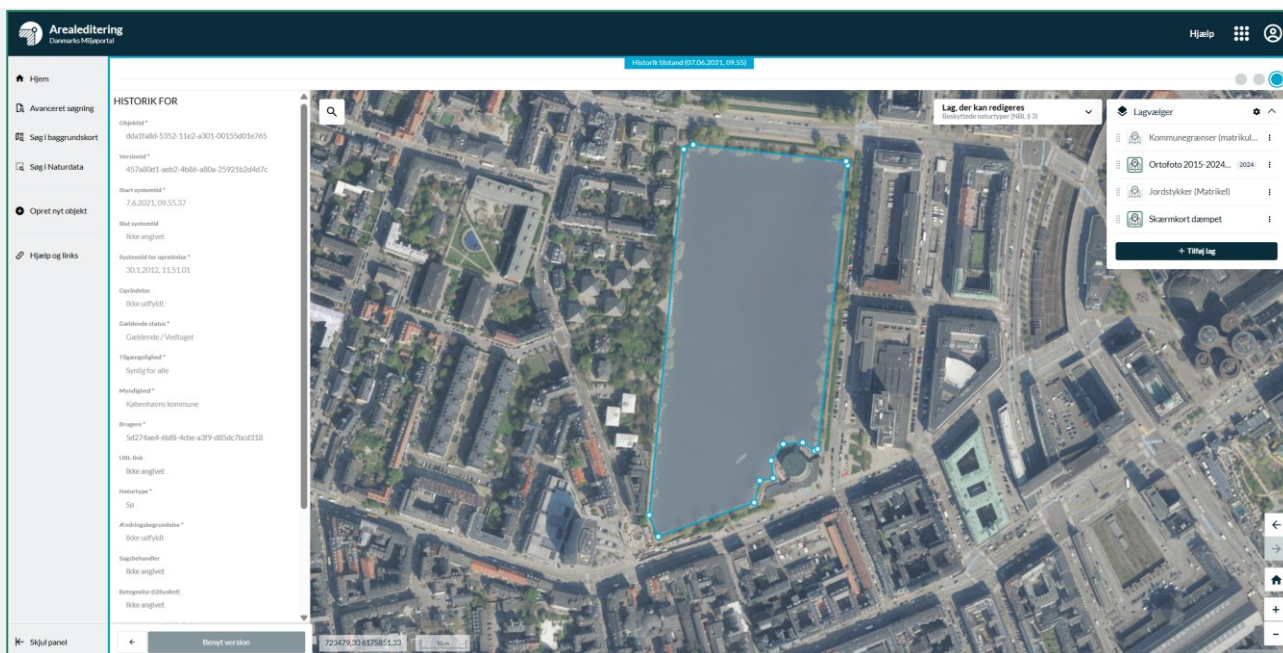 Arealeditering
Danmarks Miljøportal
Hjælp
Historik tilstand (07.06.2021, 09.55)
Hjem
Avanceret søgning
Søg i baggrundskort
Søg i Naturdata
Opret nyt objekt
Hjælp og links
Skjul panel
HISTORIK FOR
Objektid *
dda1fa8d-5352-11e2-a301-00155d01e765
Versionid *
457a80d1-aeb2-4b86-a80a-25921b2d4d7c
Start systemtid *
7.6.2021, 09.55.37
Slut systemtid
Ikke angivet
Systemtid for oprettelse *
30.1.2012, 11.51.01
Oprindelse
Ikke udfyldt
Gældende status *
Gældende / Vedtaget
Tilgængelighed *
Synlig for alle
Myndighed *
Københavns kommune
Brugere *
5d274ae4-6bf8-4cbe-a3f9-d85dc7bcd318
URL-link
Ikke angivet
Naturtype *
Sø
Ændringsbegrundelse *
Ikke udfyldt
Sagsbehandler
Ikke angivet
Betegnelse (tilbyslief)
Ikke angivet
Benyt version
Lag, der kan redigeres
Beskyttede naturtyper (NBL § 3)
Lagvælger
Kommunegrænser (matrikul...
Ortofoto 2015-2024... 2024
Jordstykker (Matrikel)
Skærmkort dæmpet
+ Tilføj lag
723479,30 6175851,33
50 m